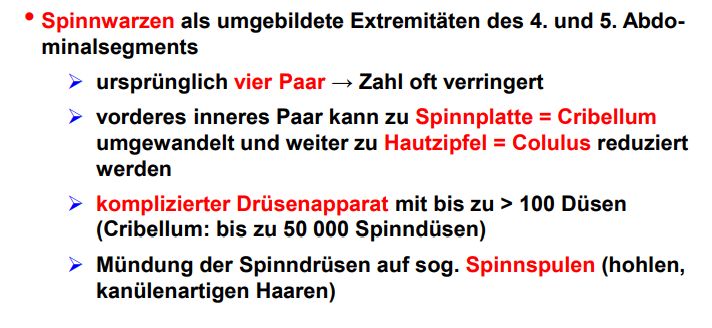 • Spinnwarzen als umgebildete Extremitäten des 4. und 5. Abdo-
minalsegments
➢ ursprünglich vier Paar → Zahl oft verringert
➢ vorderes inneres Paar kann zu Spinnplatte = Cribellum
umgewandelt und weiter zu Hautzipfel = Colulus reduziert
werden
➢ komplizierter Drüsenapparat mit bis zu > 100 Düsen
(Cribellum: bis zu 50 000 Spinndüsen)
➢ Mündung der Spinndrüsen auf sog. Spinnspulen (hohlen,
kanülenartigen Haaren)